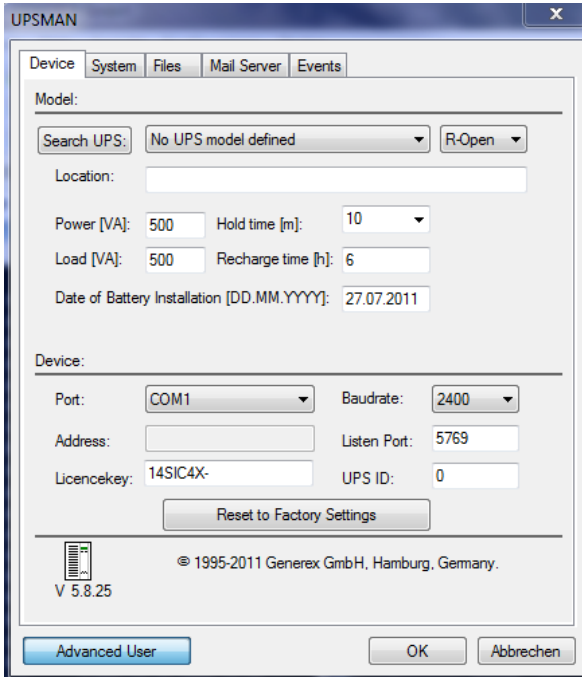 UPSMAN
Device System Files Mail Server Events
Model:
Search UPS: No UPS model defined R-Open
Location:
Power [VA]: 500 Hold time [m]: 10
Load [VA]: 500 Recharge time [h]: 6
Date of Battery Installation [DD.MM.YYYY]: 27.07.2011
Device:
Port: COM1 Baudrate: 2400
Address: Listen Port: 5769
Licencekey: 14SIC4X- UPS ID: 0
Reset to Factory Settings
© 1995-2011 Generex GmbH, Hamburg, Germany.
V 5.8.25
Advanced User OK Abbrechen